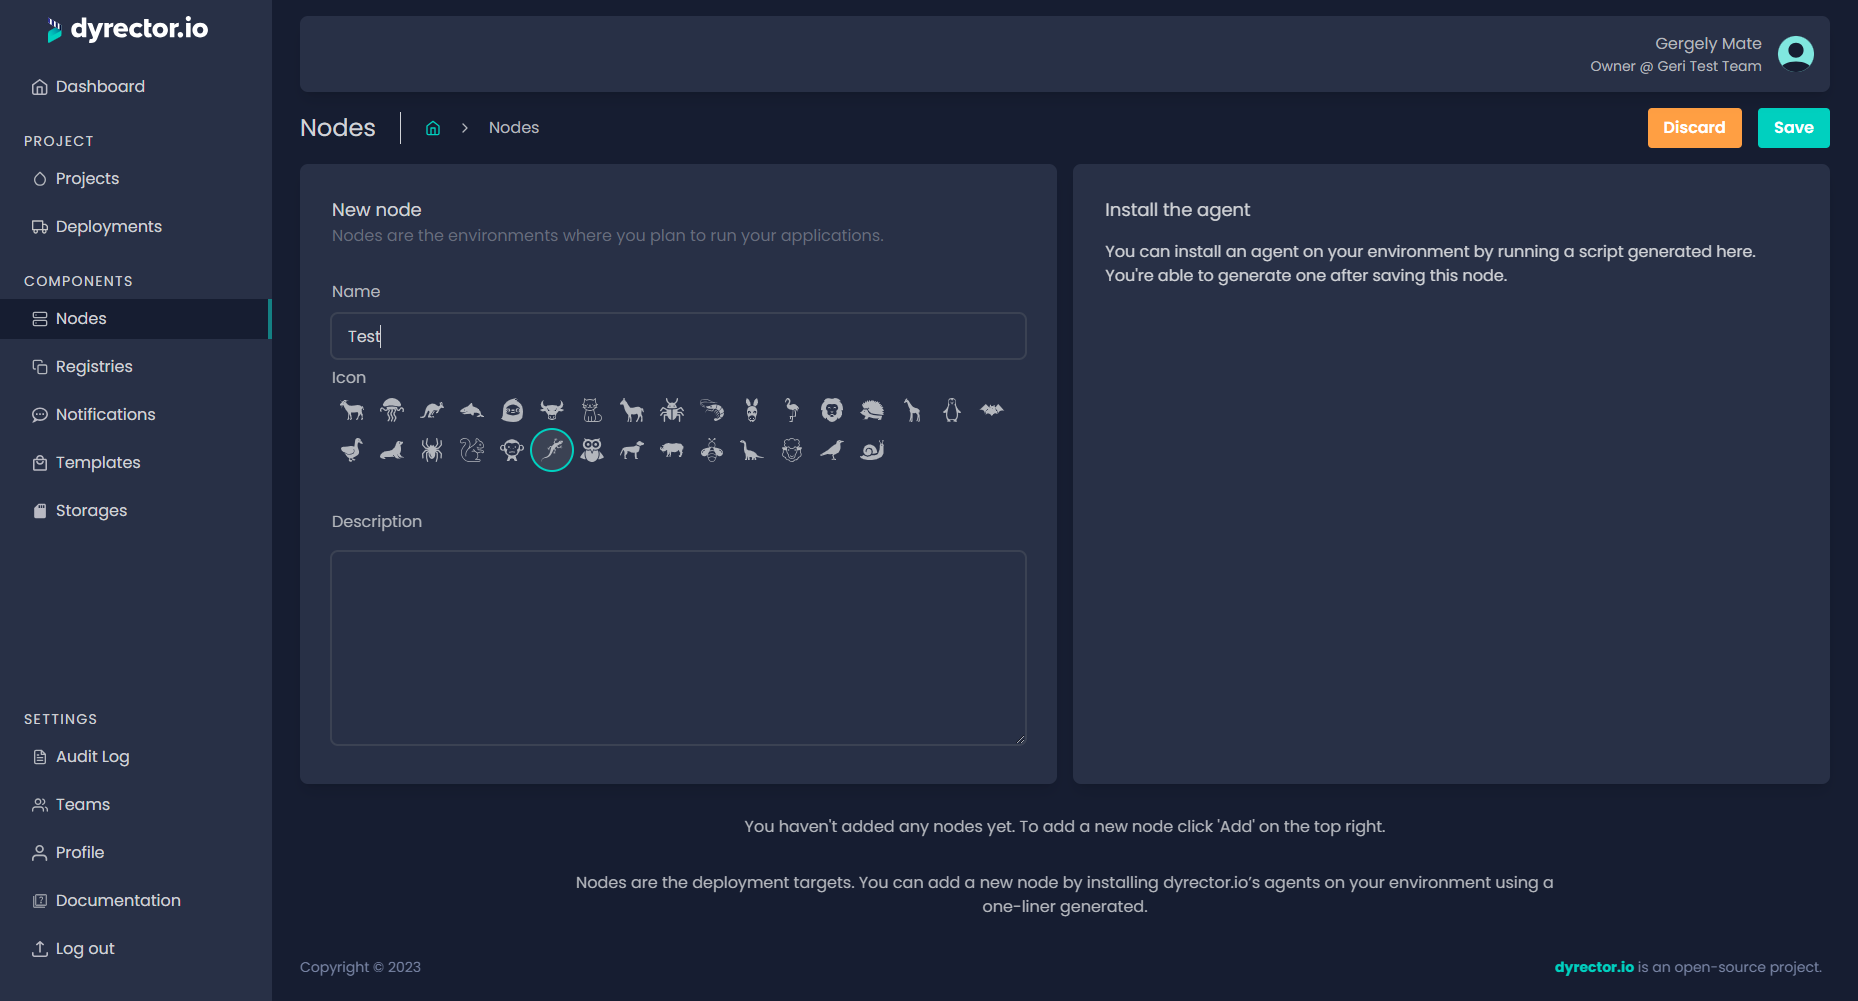 dyrector.io
Dashboard
PROJECT
Projects
Deployments
COMPONENTS
Nodes
Registries
Notifications
Templates
Storages
SETTINGS
Audit Log
Teams
Profile
Documentation
Log out
Gergely Mate
Owner @ Geri Test Team
Nodes
Nodes
Discard
Save
New node
Nodes are the environments where you plan to run your applications.
Name
Test
Icon
Description
Install the agent
You can install an agent on your environment by running a script generated here.
You're able to generate one after saving this node.
You haven't added any nodes yet. To add a new node click 'Add' on the top right.
Nodes are the deployment targets. You can add a new node by installing dyrector.io’s agents on your environment using a
one-liner generated.
Copyright © 2023
dyrector.io is an open-source project.